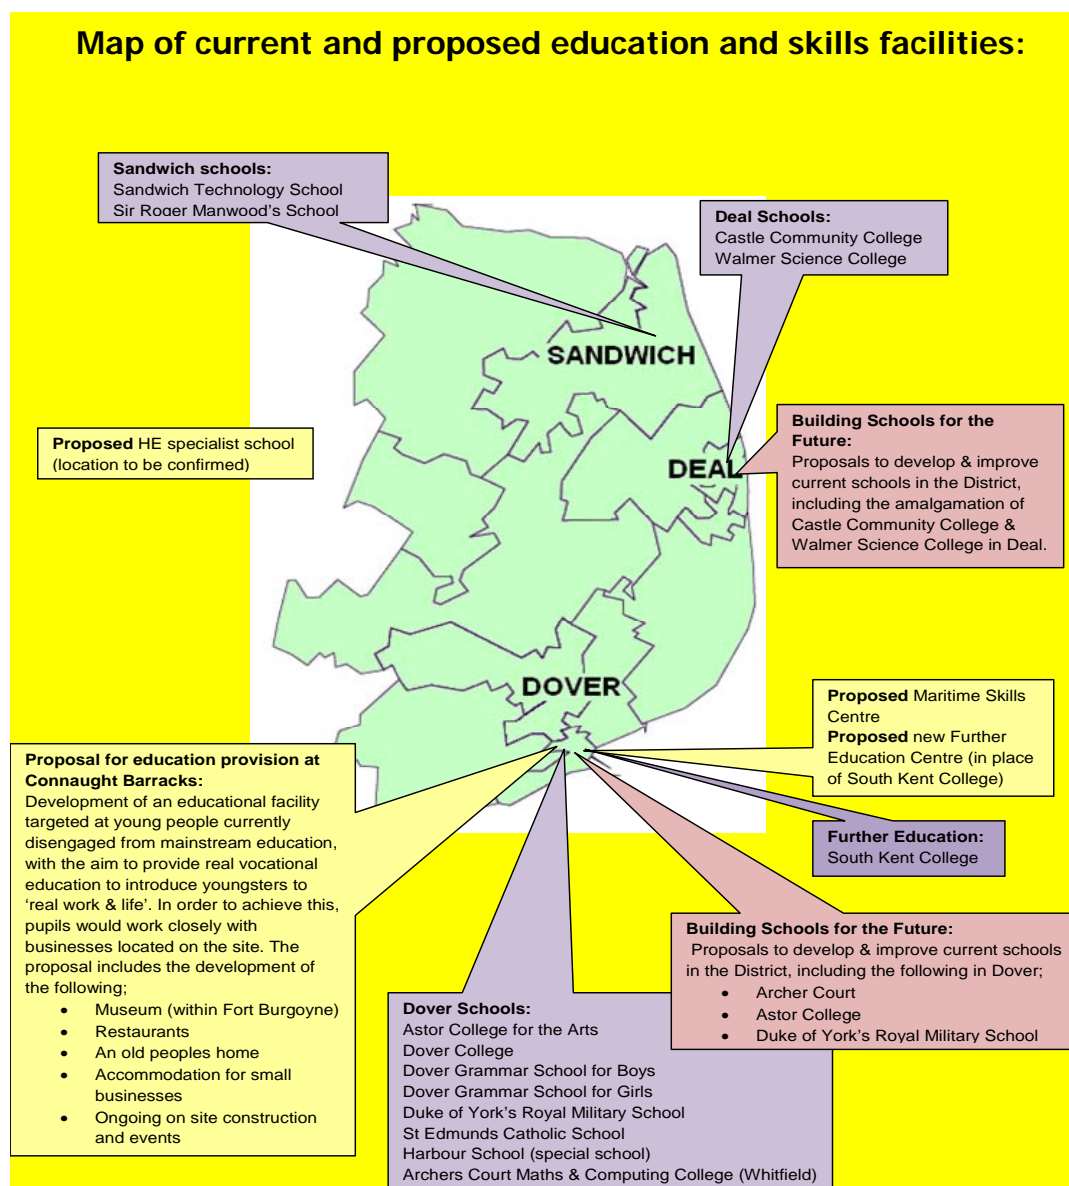 Map of current and proposed education and skills facilities:
Sandwich schools:
Sandwich Technology School
Sir Roger Manwood’s School
Deal Schools:
Castle Community College
Walmer Science College
SANDWICH
Building Schools for the
Future:
Proposals to develop & improve
current schools in the District,
including the amalgamation of
Castle Community College &
Walmer Science College in Deal.
Proposed HE specialist school
(location to be confirmed)
DEAL
DOVER
Proposed Maritime Skills
Centre
Proposed new Further
Education Centre (in place
of South Kent College)
Proposal for education provision at
Connaught Barracks:
Development of an educational facility
targeted at young people currently
disengaged from mainstream education,
with the aim to provide real vocational
education to introduce youngsters to
‘real work & life’. In order to achieve this,
pupils would work closely with
businesses located on the site. The
proposal includes the development of
the following;
• Museum (within Fort Burgoyne)
• Restaurants
• An old peoples home
• Accommodation for small
businesses
• Ongoing on site construction
and events
Further Education:
South Kent College
Building Schools for the Future:
Proposals to develop & improve current schools
in the District, including the following in Dover;
• Archer Court
• Astor College
• Duke of York’s Royal Military School
Dover Schools:
Astor College for the Arts
Dover College
Dover Grammar School for Boys
Dover Grammar School for Girls
Duke of York’s Royal Military School
St Edmunds Catholic School
Harbour School (special school)
Archers Court Maths & Computing College (Whitfield)